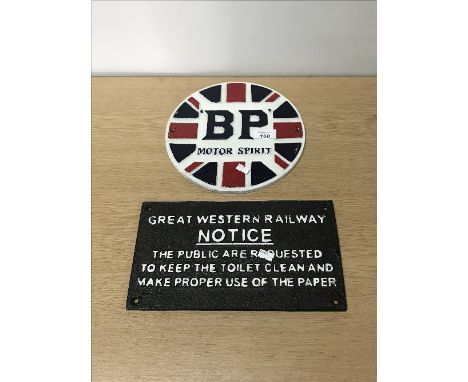 BP
150
MOTOR SPIRIT
GREAT WESTERN RAILWAY
NOTICE
THE PUBLIC ARE REQUESTED
TO KEEP THE TOILET CLEAN AND
MAKE PROPER USE OF THE PAPER